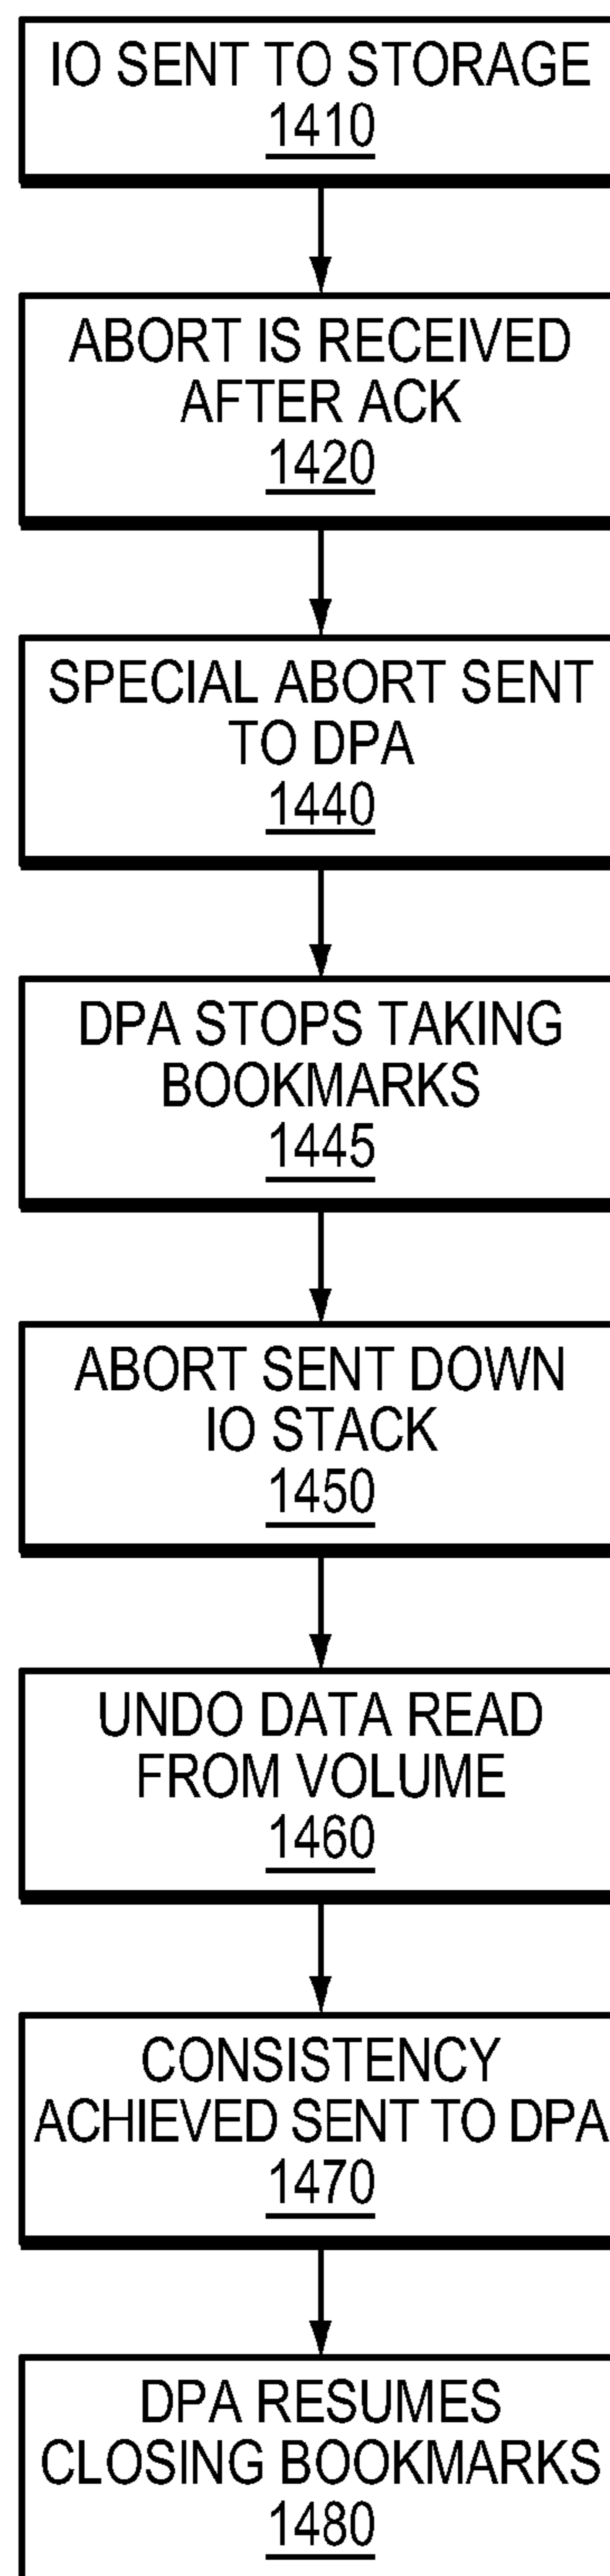 IO SENT TO STORAGE
1410
ABORT IS RECEIVED
AFTER ACK
1420
SPECIAL ABORT SENT
TO DPA
1440
DPA STOPS TAKING
BOOKMARKS
1445
ABORT SENT DOWN
IO STACK
1450
UNDO DATA READ
FROM VOLUME
1460
CONSISTENCY
ACHIEVED SENT TO DPA
1470
DPA RESUMES
CLOSING BOOKMARKS
1480